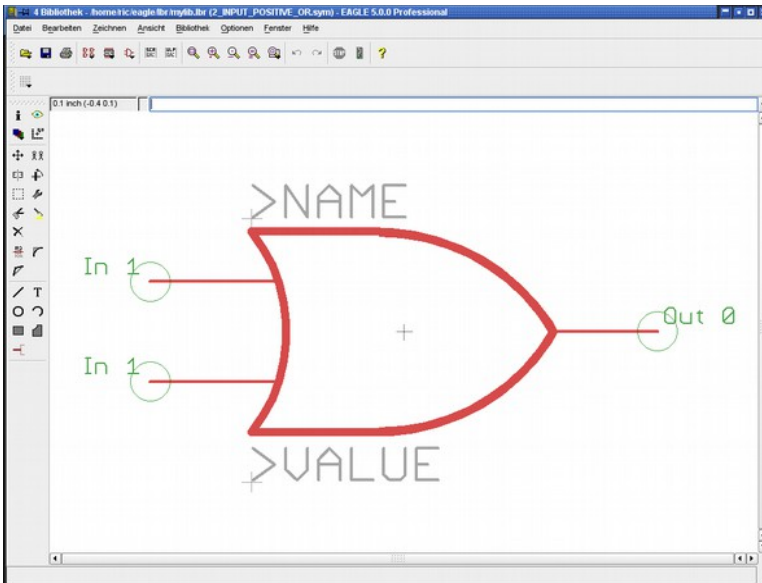 4 Bibliothek - /home/ric/eagle/lbr/mylib.lbr (2_INPUT_POSITIVE_OR.sym) - EAGLE 5.0.0 Professional
Datei Bearbeiten Zeichnen Ansicht Bibliothek Optionen Fenster Hilfe
0.1 inch (-0.4 0.1)
>NAME
In 1
Out 0
In 1
>VALUE